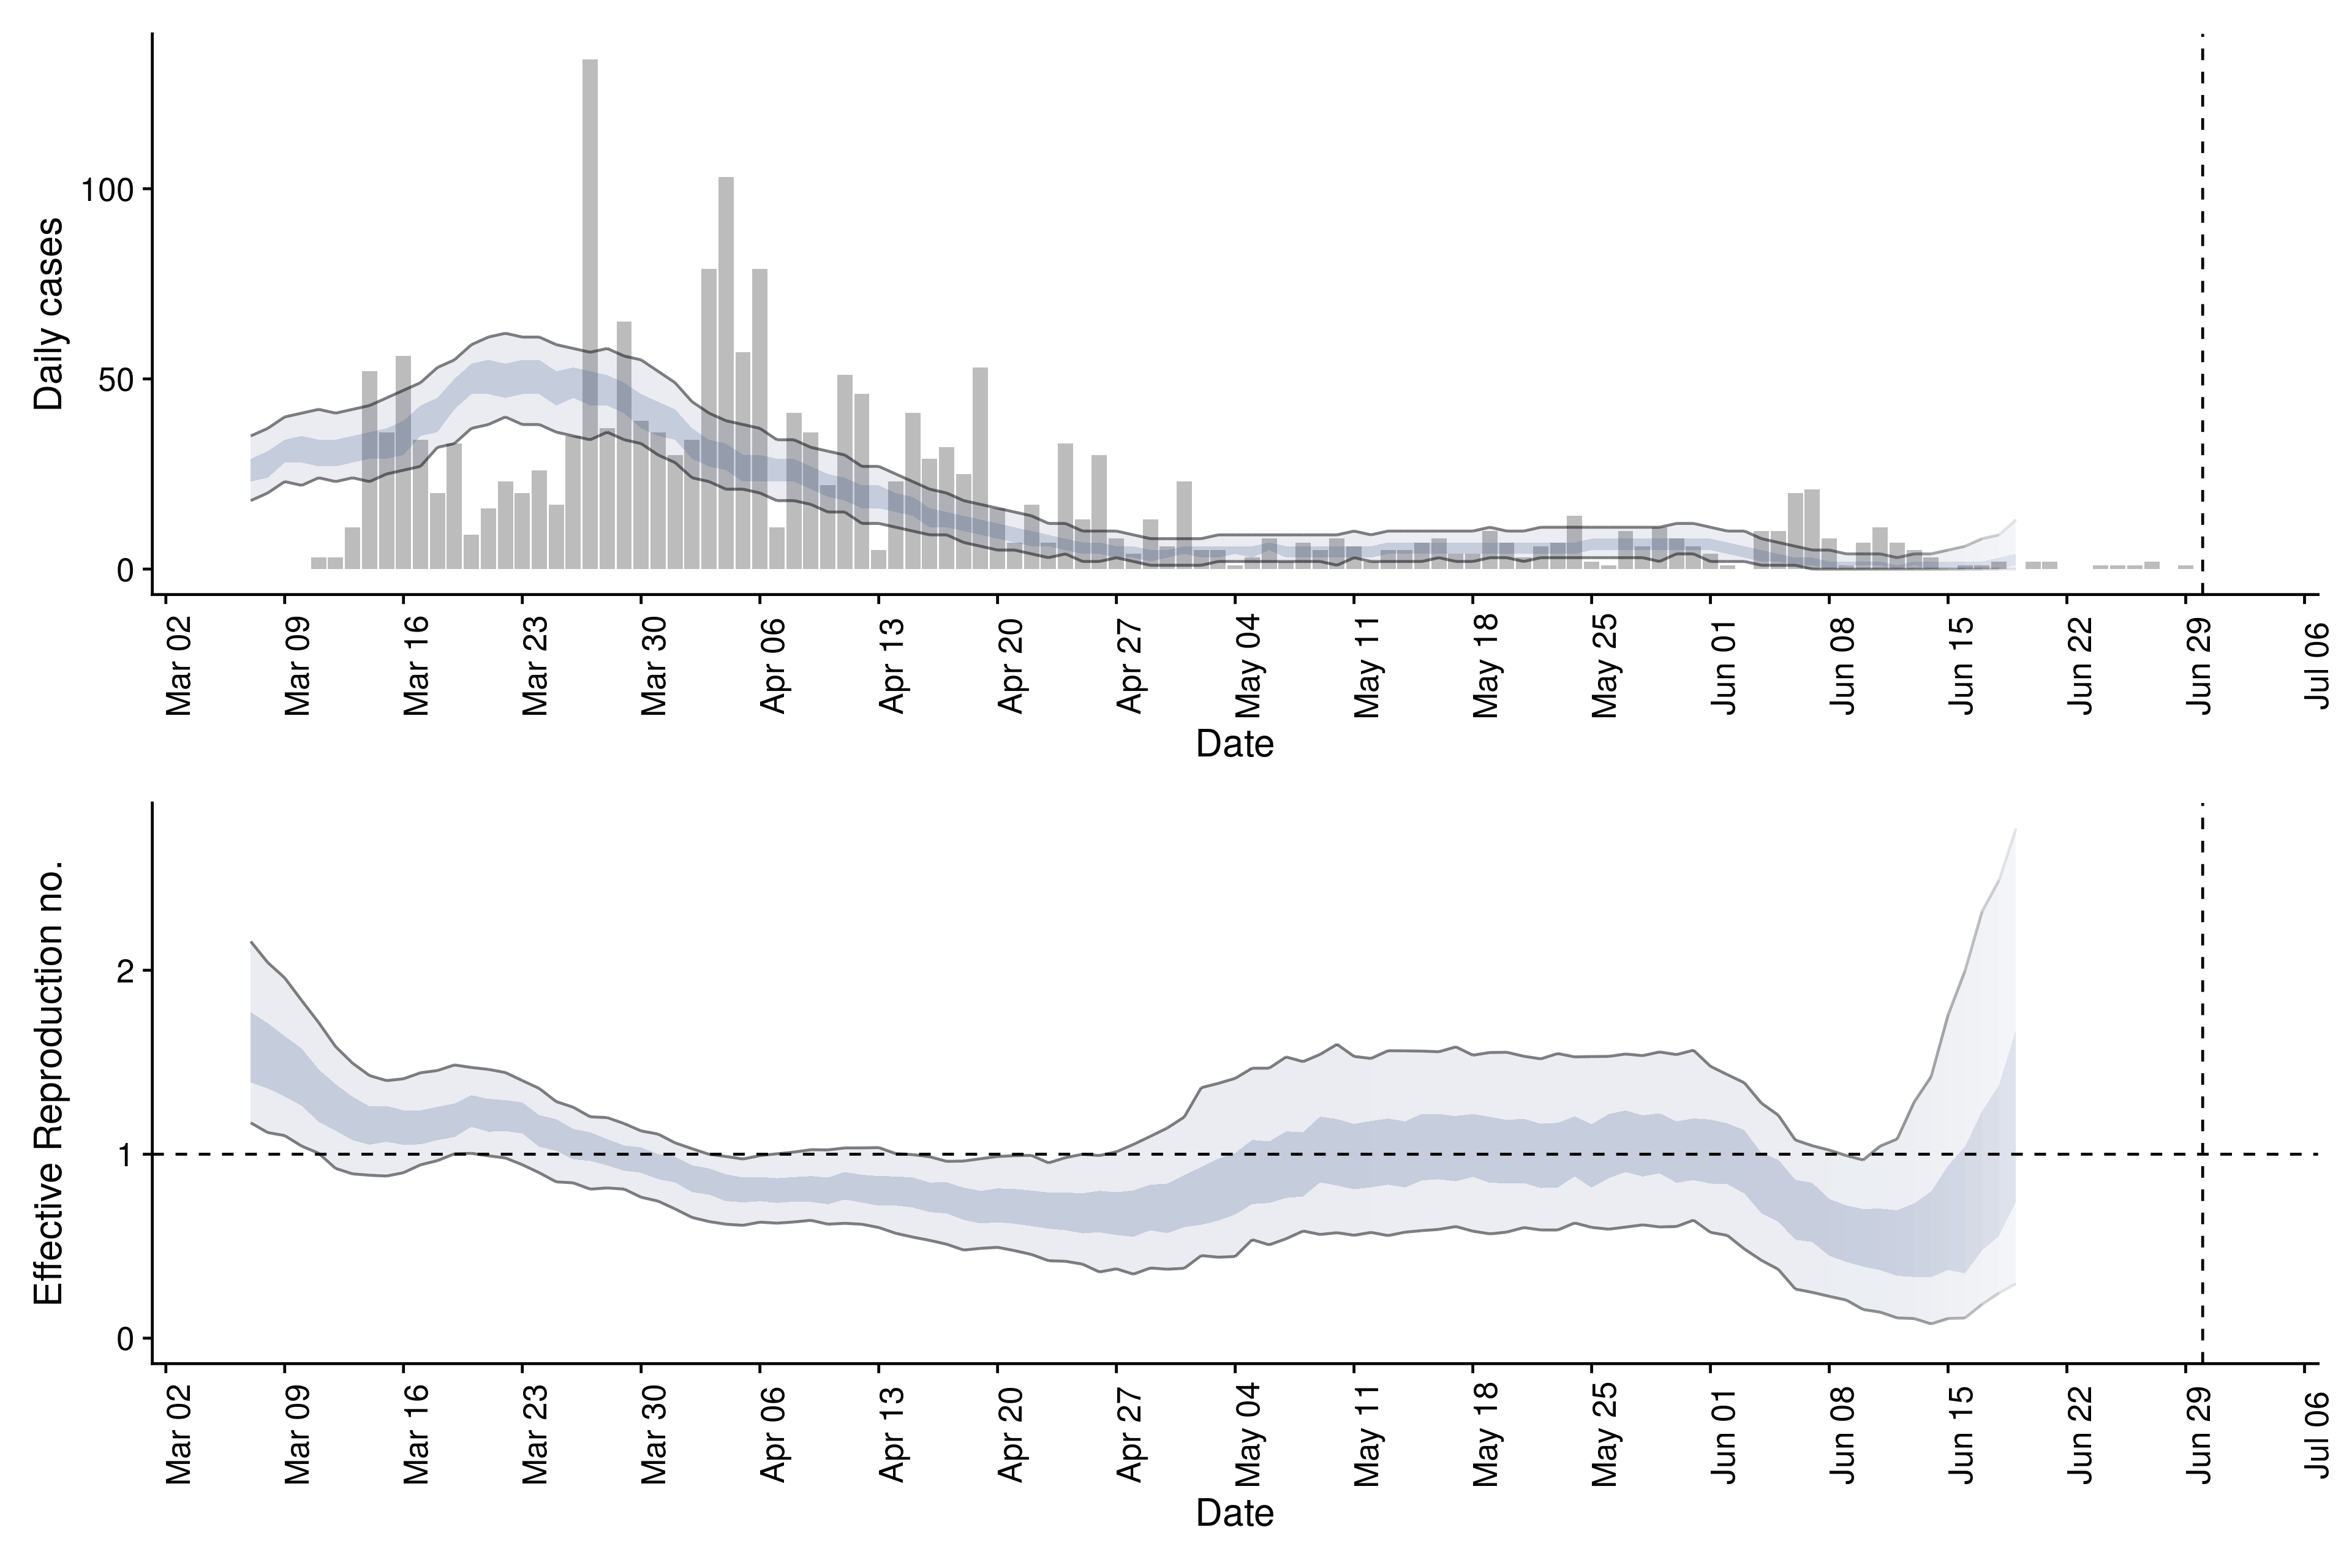 Daily cases
100
50
0
Mar 02
Mar 09
Mar 16
Mar 23
Mar 30
Apr 06
Apr 13
Apr 20
Apr 27
May 04
May 11
May 18
May 25
Jun 01
Jun 08
Jun 15
Jun 22
Jun 29
Jul 06
Date
Effective Reproduction no.
2
1
0
Mar 02
Mar 09
Mar 16
Mar 23
Mar 30
Apr 06
Apr 13
Apr 20
Apr 27
May 04
May 11
May 18
May 25
Jun 01
Jun 08
Jun 15
Jun 22
Jun 29
Jul 06
Date